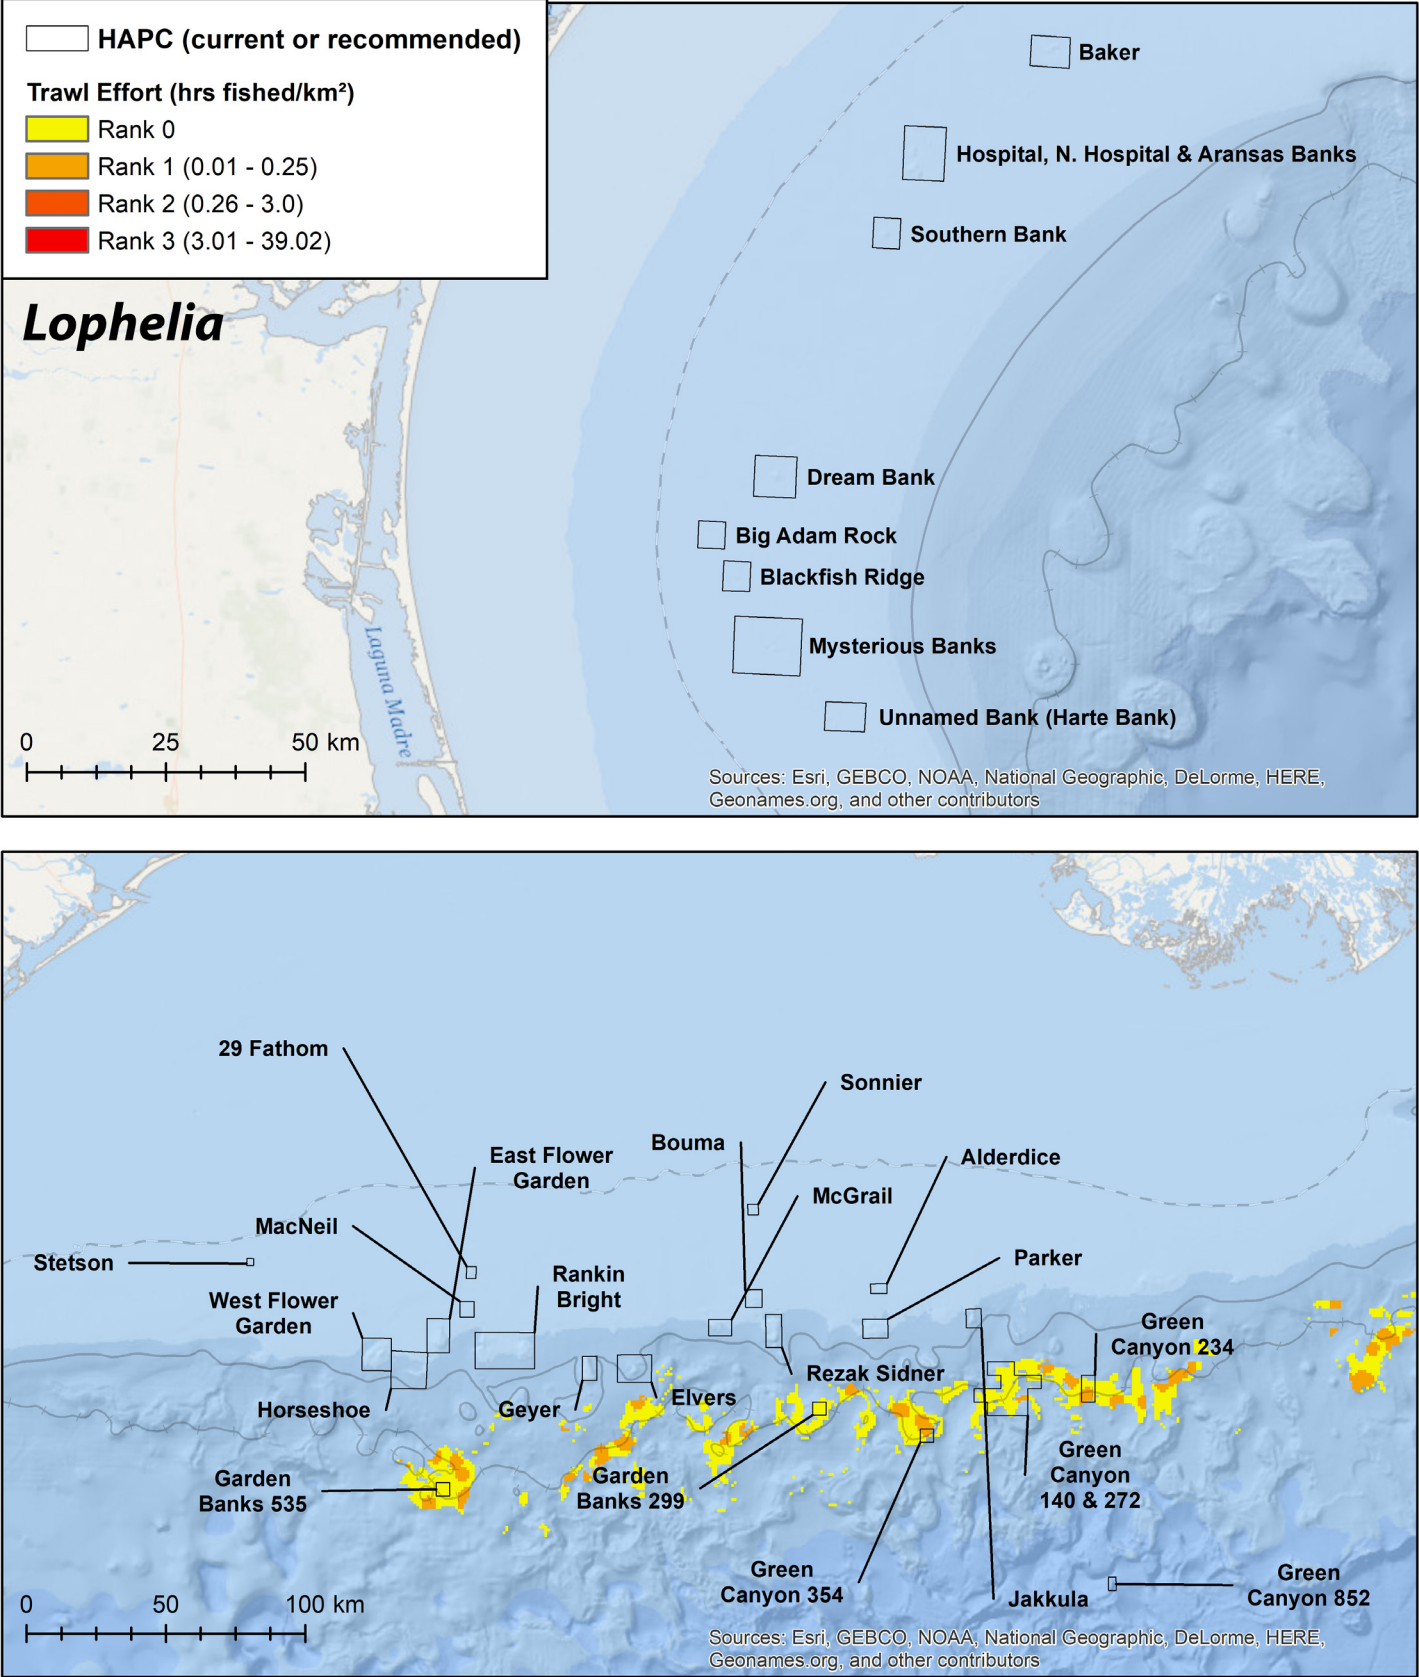 HAPC (current or recommended)
Trawl Effort (hrs fished/km²)
Rank 0
Rank 1 (0.01 - 0.25)
Rank 2 (0.26 - 3.0)
Rank 3 (3.01 - 39.02)
Lophelia
Baker
Hospital, N. Hospital & Aransas Banks
Southern Bank
Dream Bank
Big Adam Rock
Blackfish Ridge
Mysterious Banks
Unnamed Bank (Harte Bank)
Laguna Madre
0 25 50 km
Sources: Esri, GEBCO, NOAA, National Geographic, DeLorme, HERE,
Geonames.org, and other contributors
29 Fathom
Sonnier
Bouma
East Flower
Garden
Alderdice
McGrail
MacNeil
Stetson
Parker
Rankin
Bright
West Flower
Garden
Green
Canyon 234
Rezak Sidner
Elvers
Geyer
Horseshoe
Garden
Banks 535
Garden
Banks 299
Green
Canyon
140 & 272
Green
Canyon 354
Jakkula
Green
Canyon 852
0 50 100 km
Sources: Esri, GEBCO, NOAA, National Geographic, DeLorme, HERE,
Geonames.org, and other contributors